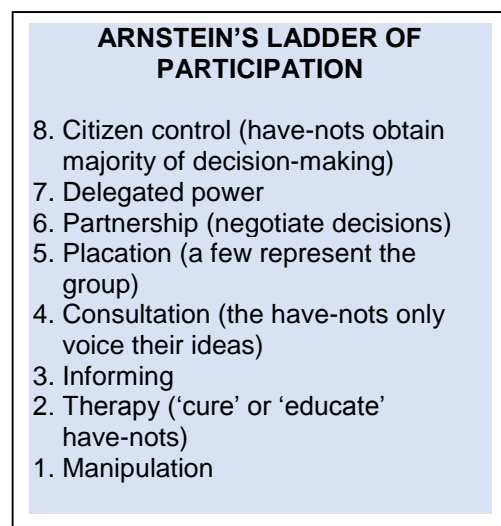 ARNSTEIN’S LADDER OF
PARTICIPATION
8. Citizen control (have-nots obtain
majority of decision-making)
7. Delegated power
6. Partnership (negotiate decisions)
5. Placation (a few represent the
group)
4. Consultation (the have-nots only
voice their ideas)
3. Informing
2. Therapy (‘cure’ or ‘educate’
have-nots)
1. Manipulation